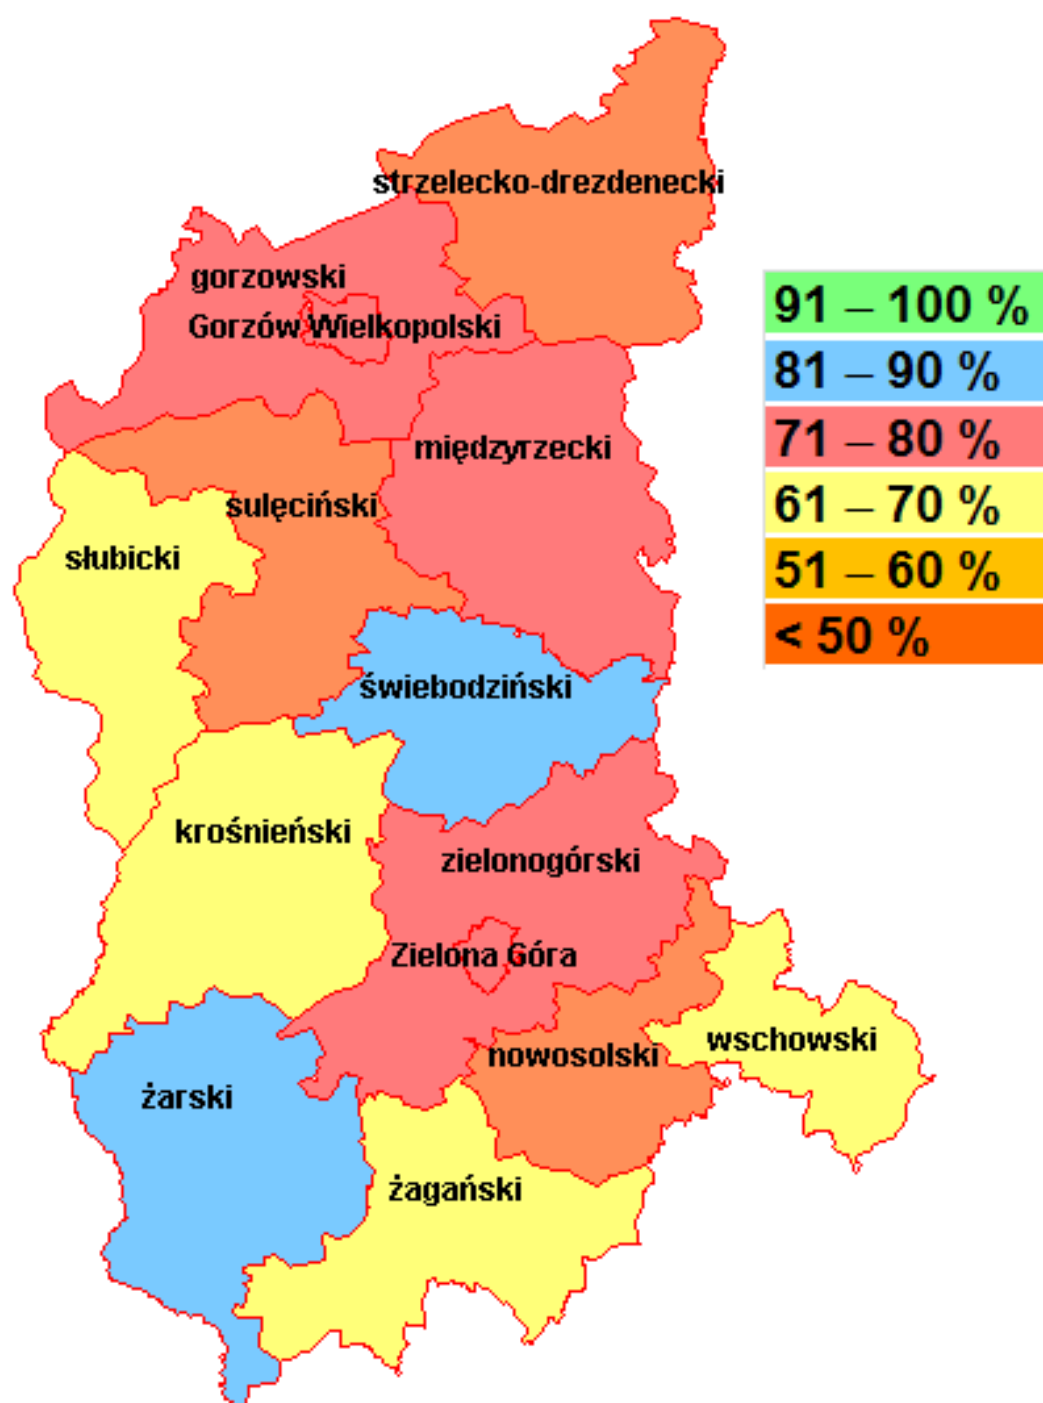 strzelecko-drezdenecki
gorzowski
Gorzów Wielkopolski
międzyrzecki
sulęciński
słubicki
świebodziński
krośnieński
zielonogórski
Zielona Góra
nowosolski
wschowski
żarski
żagański
91 – 100 %
81 – 90 %
71 – 80 %
61 – 70 %
51 – 60 %
< 50 %